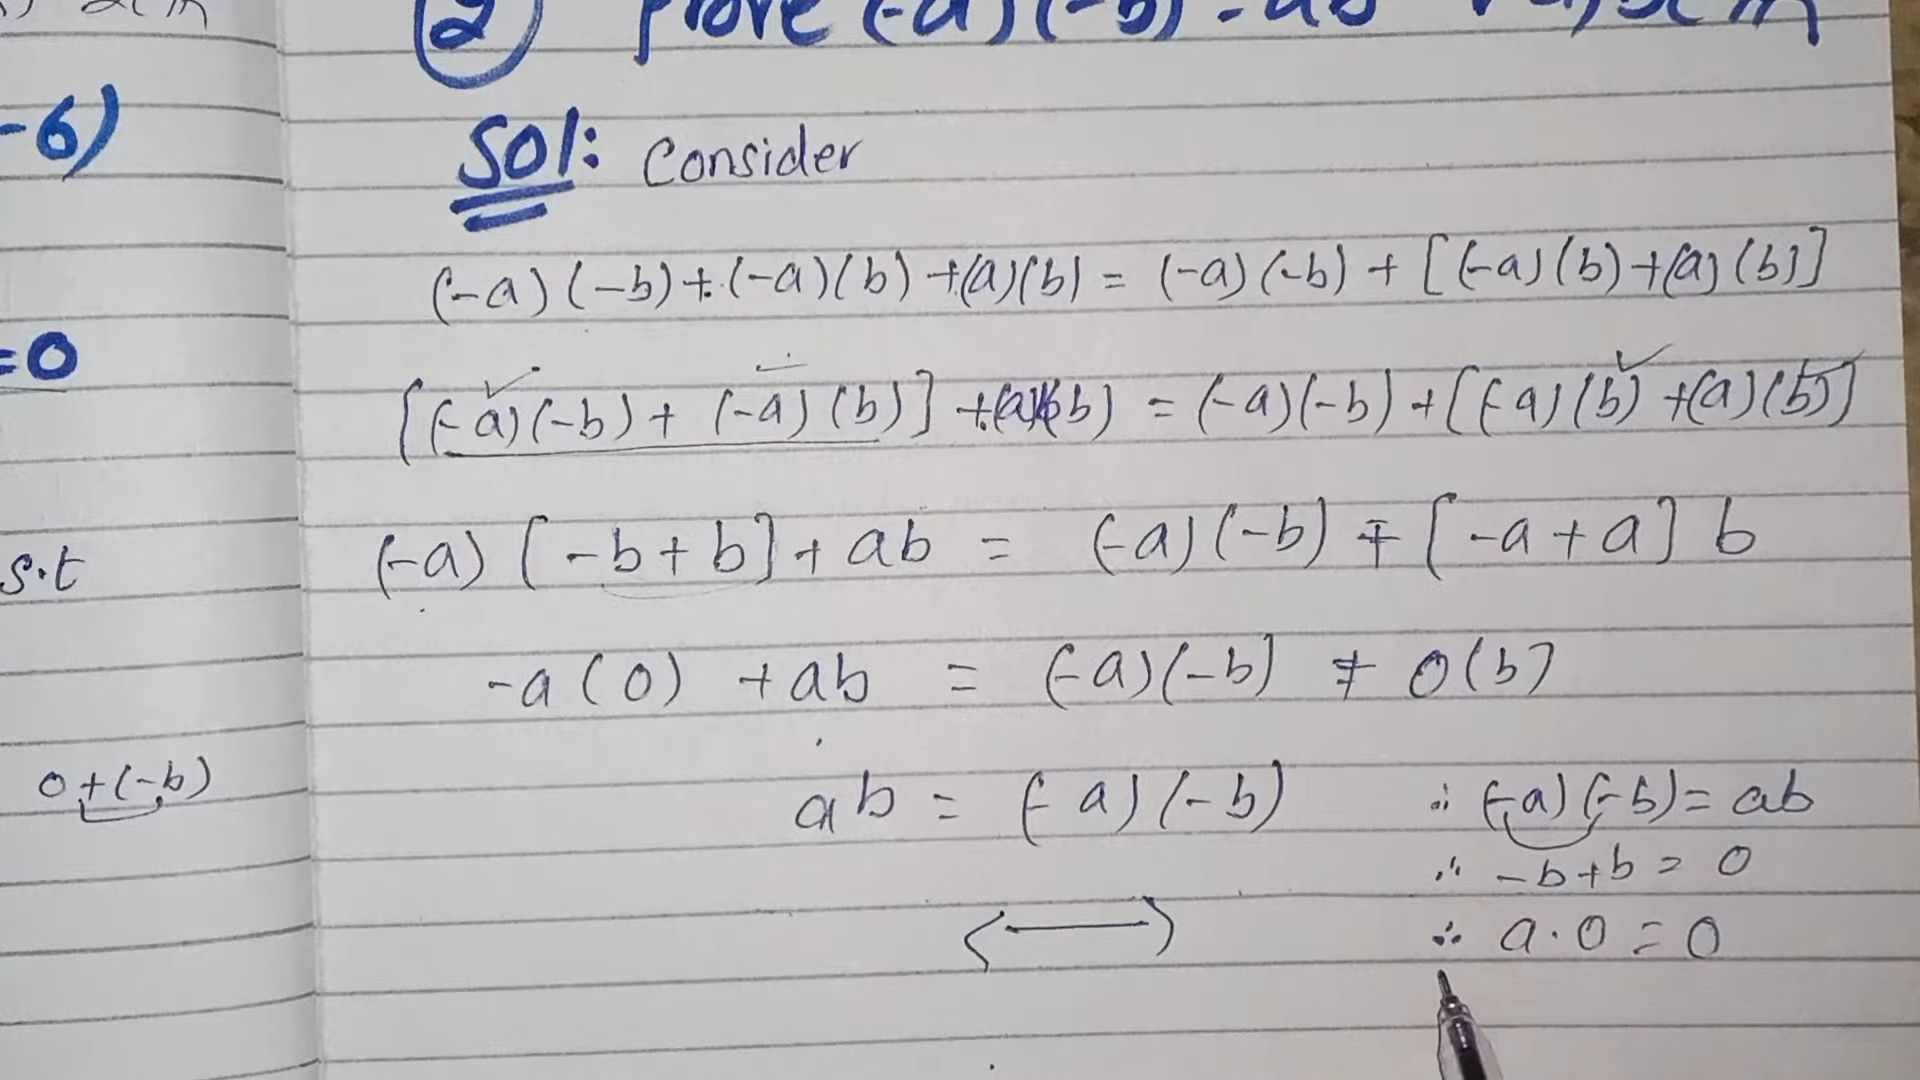 -6)
=0
s.t
0+(-b)
② Prove (-a)(-b) = ab ∀ a,b ∈ 
Sol: Consider
(-a)(-b)+(-a)(b)+(a)(b) = (-a)(-b)+[(-a)(b)+(a)(b)]
[(-a)(-b)+(-a)(b)]+(a)(b) = (-a)(-b)+[(-a)(b)+(a)(b)]
(-a)[-b+b]+ab = (-a)(-b)+[-a+a]b
-a(0)+ab = (-a)(-b)+0(b)
ab = (-a)(-b) ∴ (-a)(-b)=ab
∴ -b+b = 0
∴ a·0 = 0